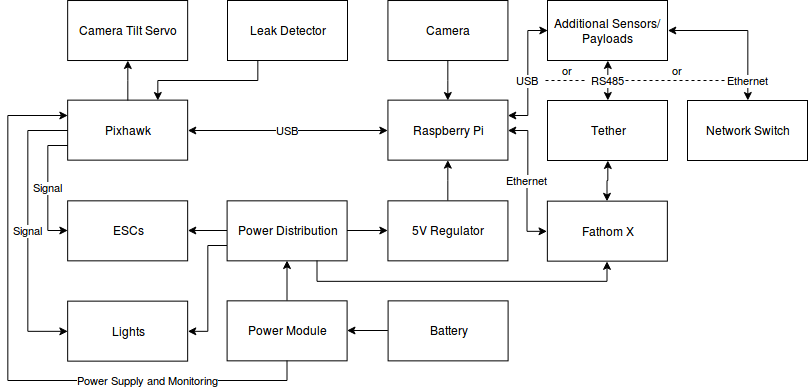 Camera Tilt Servo
Leak Detector
Camera
Additional Sensors/
Payloads
USB
or
RS485
or
Ethernet
Pixhawk
USB
Raspberry Pi
Tether
Network Switch
Signal
Ethernet
Signal
ESCs
Power Distribution
5V Regulator
Fathom X
Lights
Power Module
Battery
Power Supply and Monitoring